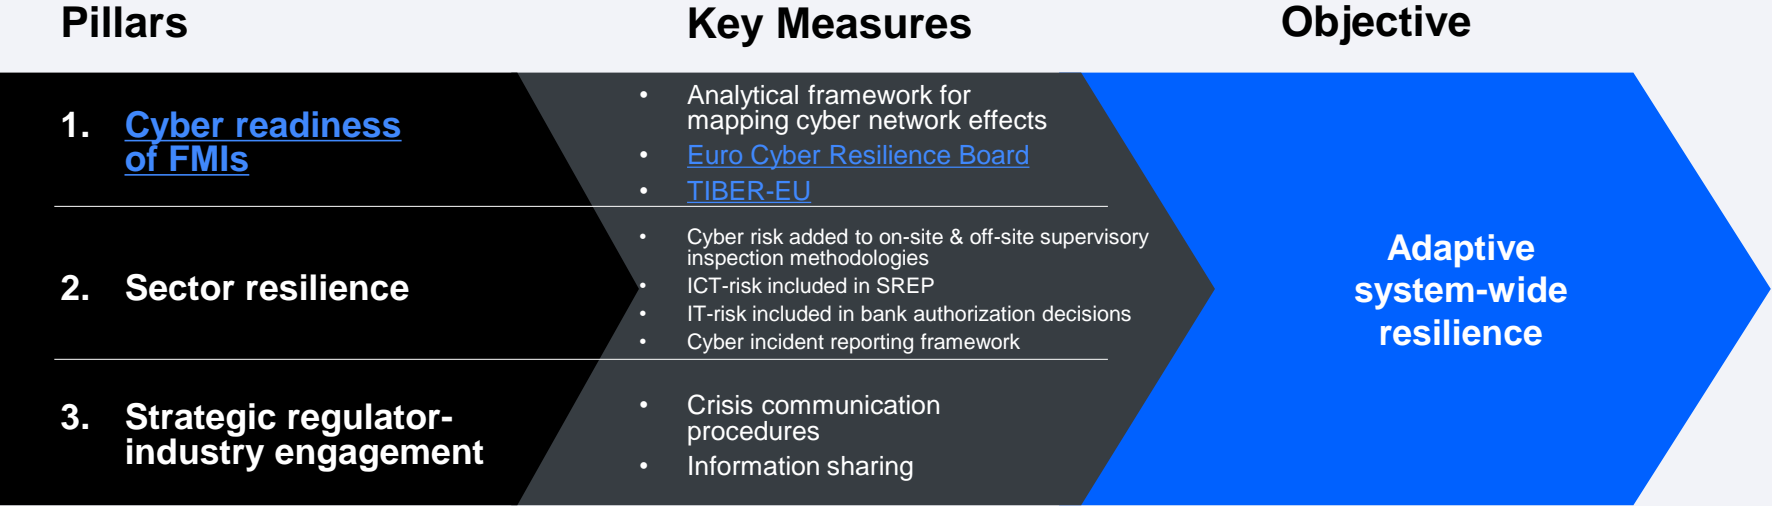 Pillars
Key Measures
Objective
1. Cyber readiness
of FMIs
• Analytical framework for
mapping cyber network effects
• Euro Cyber Resilience Board
• TIBER-EU
2. Sector resilience
• Cyber risk added to on-site & off-site supervisory
inspection methodologies
• ICT-risk included in SREP
• IT-risk included in bank authorization decisions
• Cyber incident reporting framework
3. Strategic regulator-
industry engagement
• Crisis communication
procedures
• Information sharing
Adaptive
system-wide
resilience